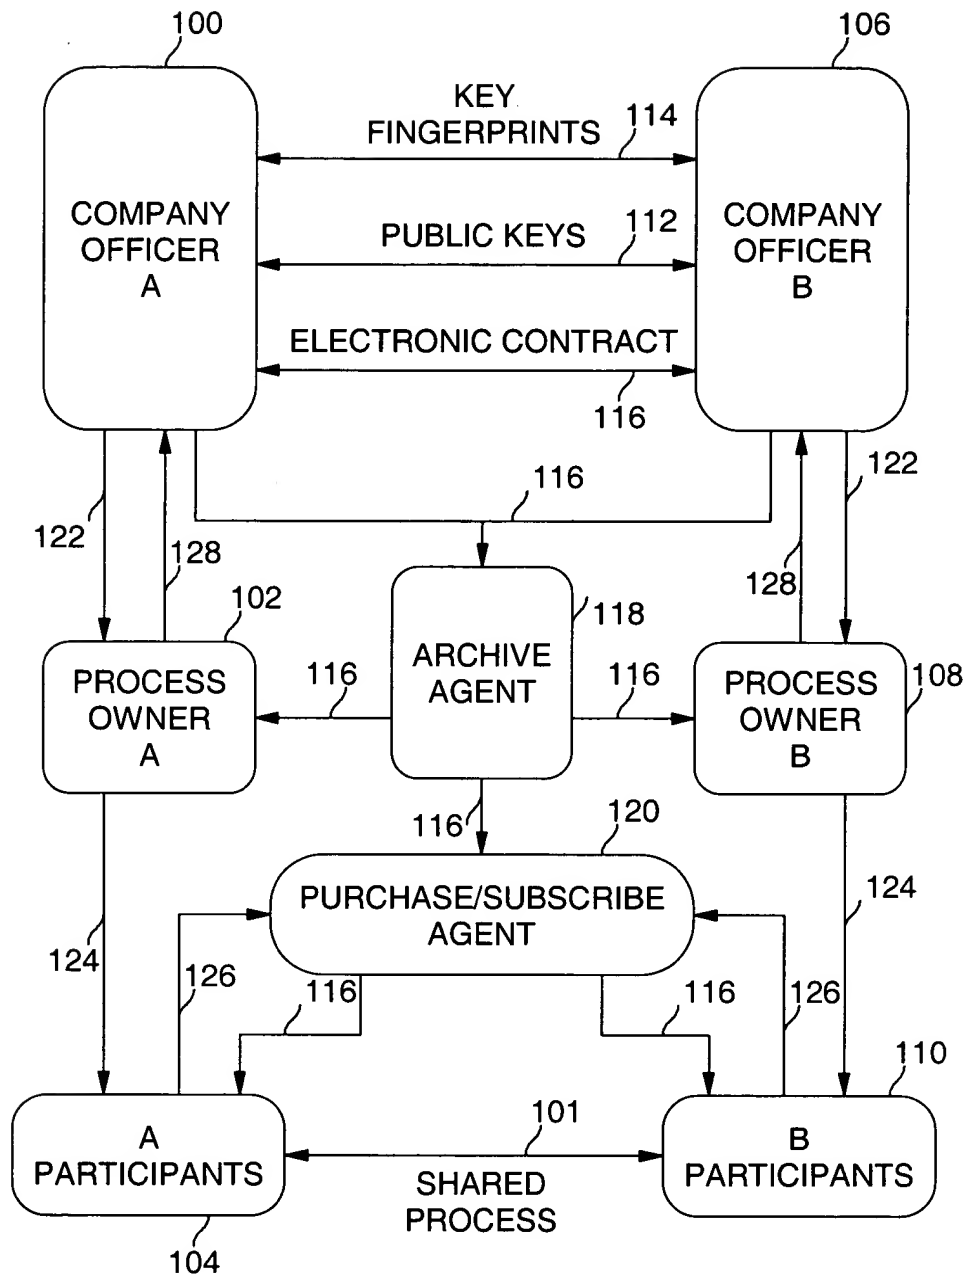 100
106
KEY
FINGERPRINTS
114
COMPANY
OFFICER
A
PUBLIC KEYS
112
COMPANY
OFFICER
B
ELECTRONIC CONTRACT
116
122
128
116
128
122
102
118
ARCHIVE
AGENT
PROCESS
OWNER
A
116
116
PROCESS
OWNER
B
108
116
120
PURCHASE/SUBSCRIBE
AGENT
124
126
116
116
126
124
110
A
PARTICIPANTS
101
SHARED
PROCESS
B
PARTICIPANTS
104